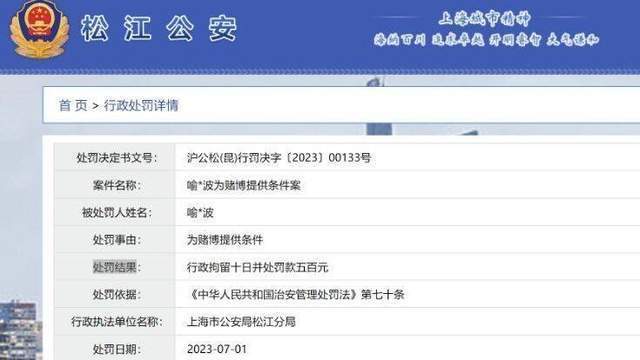 松江公安
上海城市精神
海纳百川 追求卓越 开明睿智 大气谦和
首页 > 行政处罚详情
处罚决定书文号： 沪公松(昆)行罚决字〔2023〕00133号
案件名称： 喻*波为赌博提供条件案
被处罚人姓名： 喻*波
处罚事由： 为赌博提供条件
处罚结果： 行政拘留十日并处罚款五百元
处罚依据： 《中华人民共和国治安管理处罚法》第七十条
行政执法单位名称： 上海市公安局松江分局
处罚日期： 2023-07-01